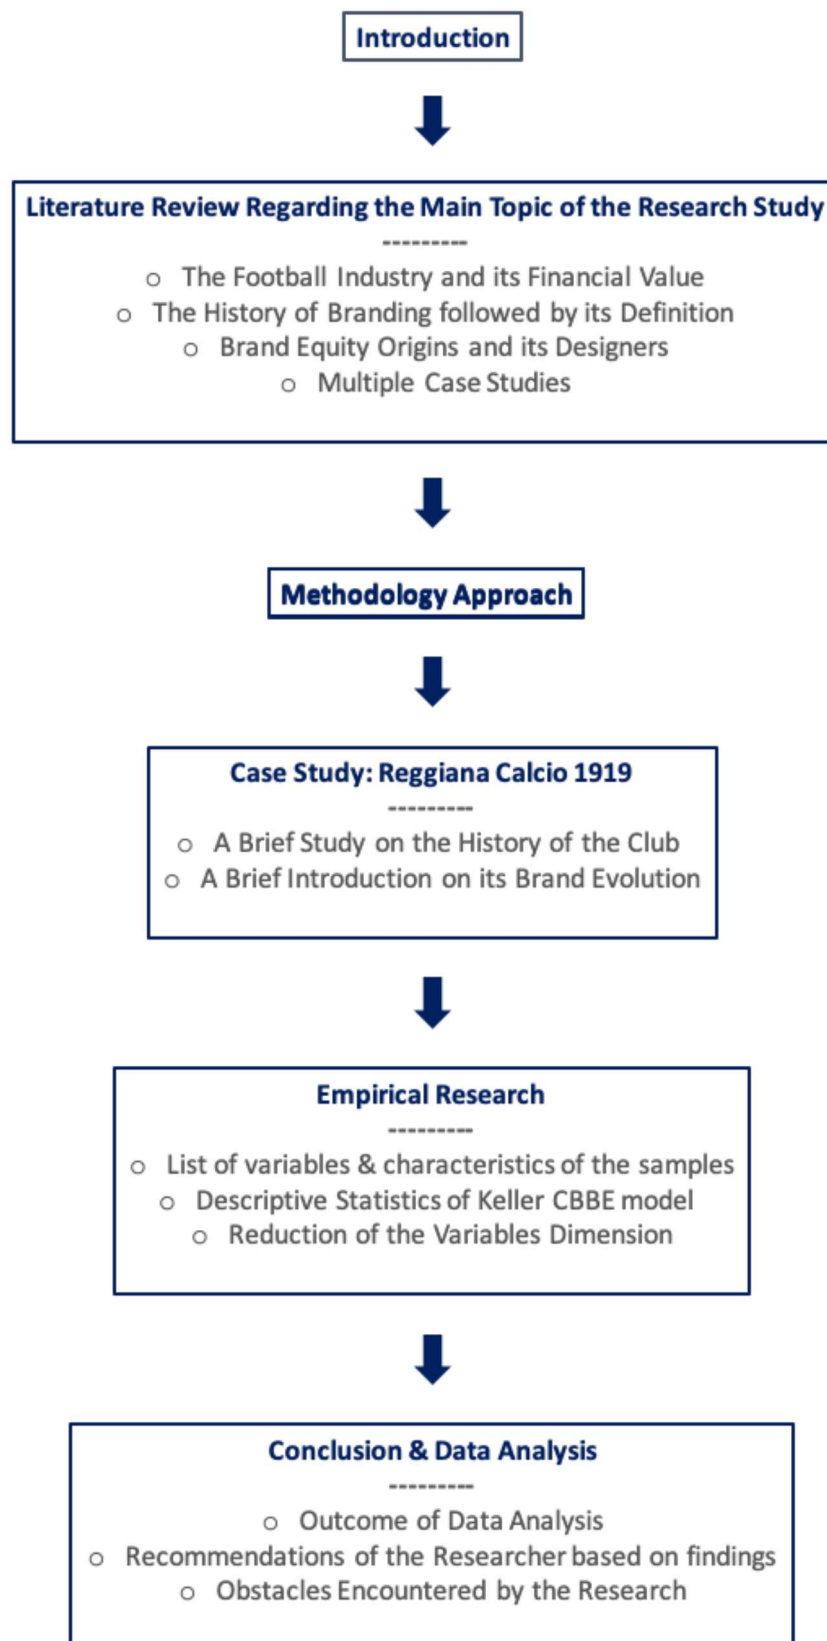 Introduction
Literature Review Regarding the Main Topic of the Research Study
---------
o The Football Industry and its Financial Value
o The History of Branding followed by its Definition
o Brand Equity Origins and its Designers
o Multiple Case Studies
Methodology Approach
Case Study: Reggiana Calcio 1919
---------
o A Brief Study on the History of the Club
o A Brief Introduction on its Brand Evolution
Empirical Research
---------
o List of variables & characteristics of the samples
o Descriptive Statistics of Keller CBBE model
o Reduction of the Variables Dimension
Conclusion & Data Analysis
---------
o Outcome of Data Analysis
o Recommendations of the Researcher based on findings
o Obstacles Encountered by the Research